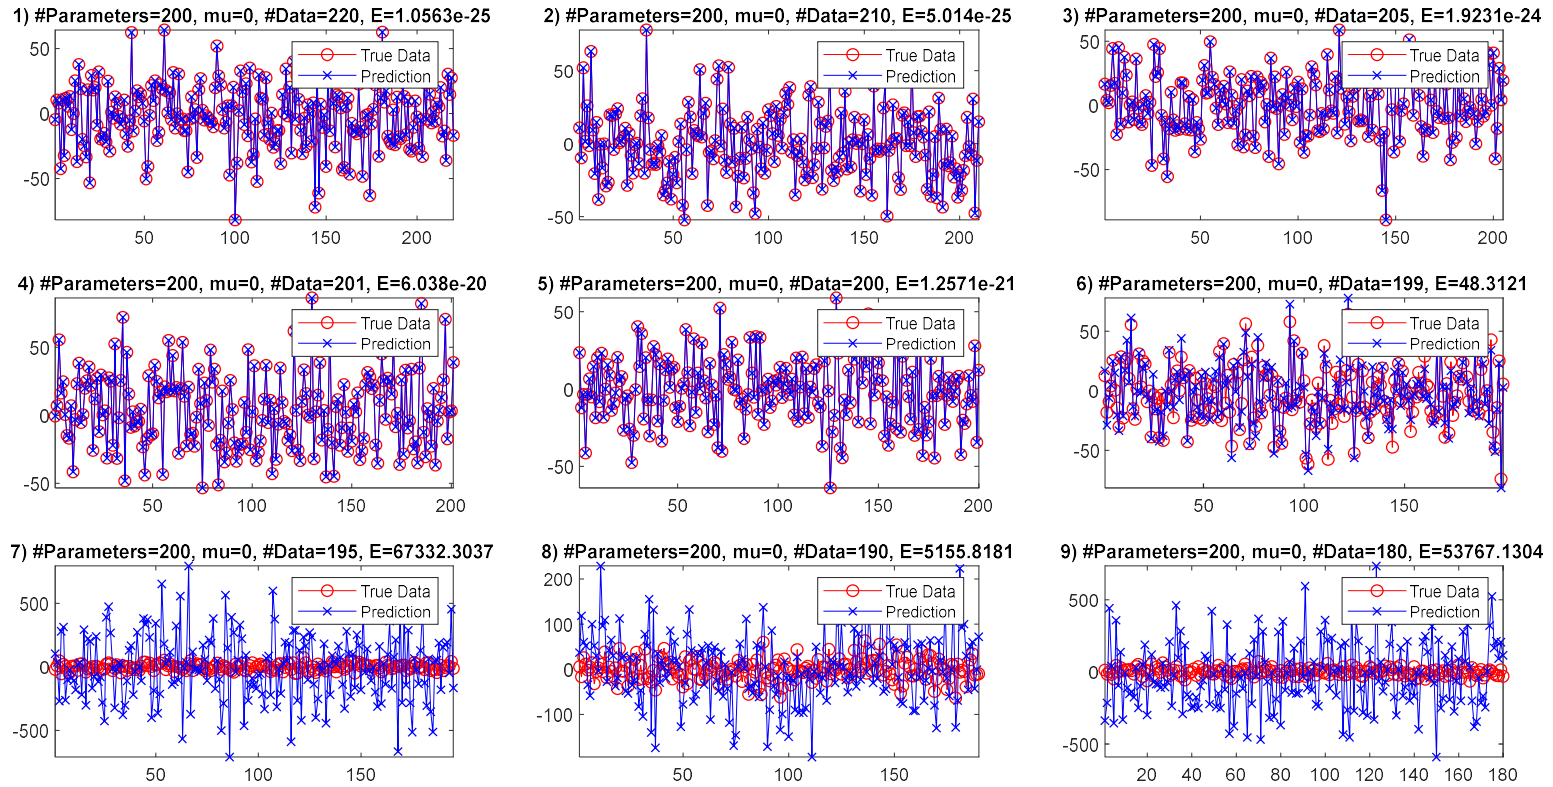 1) #Parameters=200, mu=0, #Data=220, E=1.0563e-25
True Data
Prediction
50
0
-50
50
100
150
200
2) #Parameters=200, mu=0, #Data=210, E=5.014e-25
True Data
Prediction
50
0
-50
50
100
150
200
3) #Parameters=200, mu=0, #Data=205, E=1.9231e-24
True Data
Prediction
50
0
-50
50
100
150
200
4) #Parameters=200, mu=0, #Data=201, E=6.038e-20
True Data
Prediction
50
0
-50
50
100
150
200
5) #Parameters=200, mu=0, #Data=200, E=1.2571e-21
True Data
Prediction
50
0
-50
50
100
150
200
6) #Parameters=200, mu=0, #Data=199, E=48.3121
True Data
Prediction
50
0
-50
50
100
150
7) #Parameters=200, mu=0, #Data=195, E=67332.3037
True Data
Prediction
500
0
-500
50
100
150
8) #Parameters=200, mu=0, #Data=190, E=5155.8181
True Data
Prediction
200
100
0
-100
50
100
150
9) #Parameters=200, mu=0, #Data=180, E=53767.1304
True Data
Prediction
500
0
-500
20
40
60
80
100
120
140
160
180